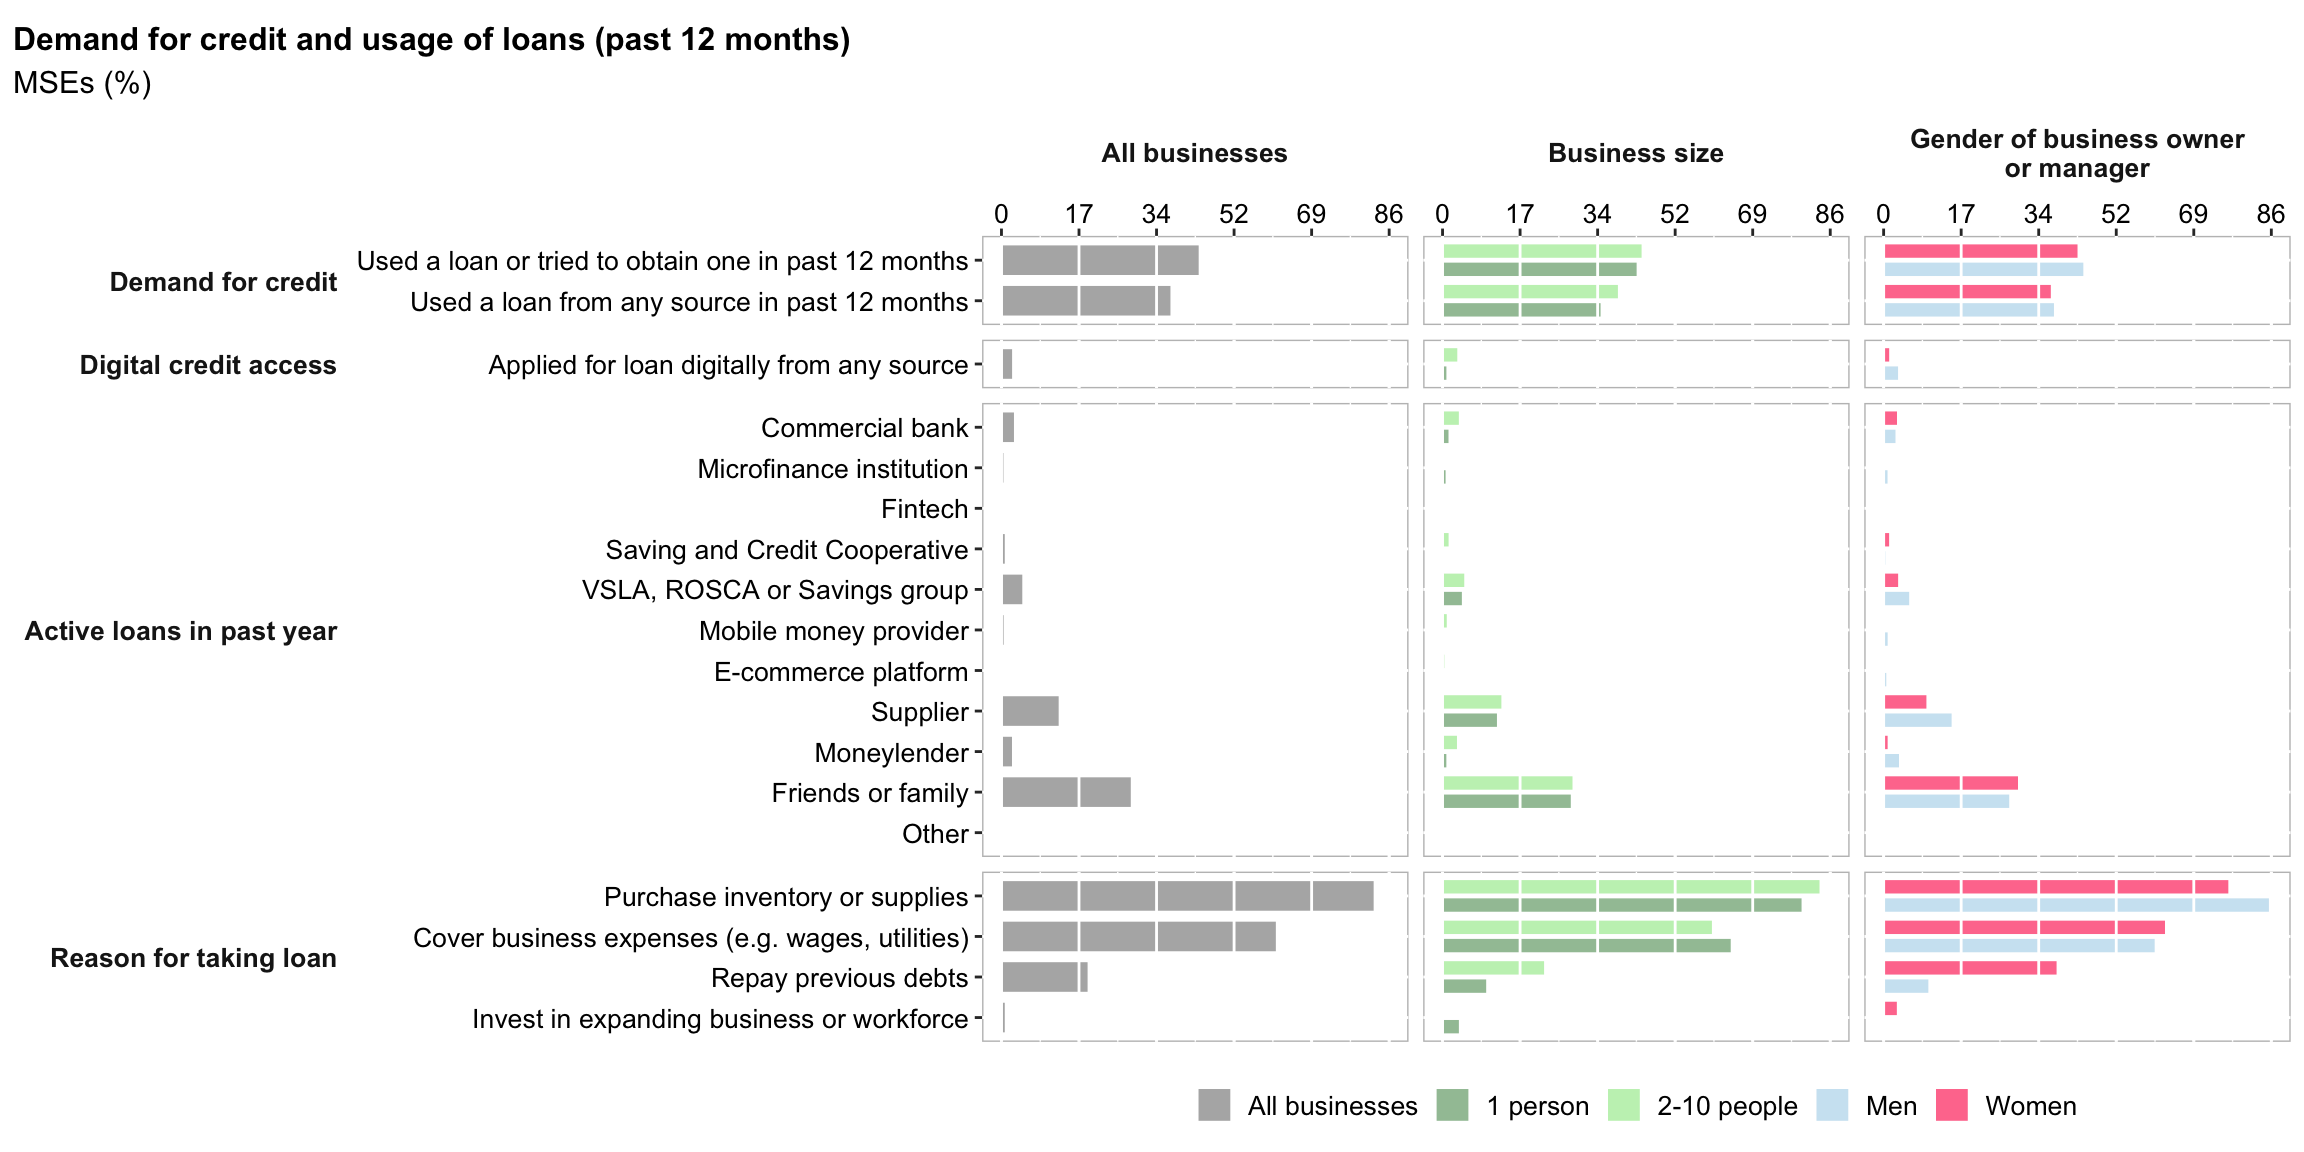 Demand for credit and usage of loans (past 12 months)
MSEs (%)
All businesses
Business size
Gender of business owner
or manager
0 17 34 52 69 86
0 17 34 52 69 86
0 17 34 52 69 86
Demand for credit
Used a loan or tried to obtain one in past 12 months
Used a loan from any source in past 12 months
Digital credit access
Applied for loan digitally from any source
Active loans in past year
Commercial bank
Microfinance institution
Fintech
Saving and Credit Cooperative
VSLA, ROSCA or Savings group
Mobile money provider
E-commerce platform
Supplier
Moneylender
Friends or family
Other
Reason for taking loan
Purchase inventory or supplies
Cover business expenses (e.g. wages, utilities)
Repay previous debts
Invest in expanding business or workforce
All businesses 1 person 2-10 people Men Women